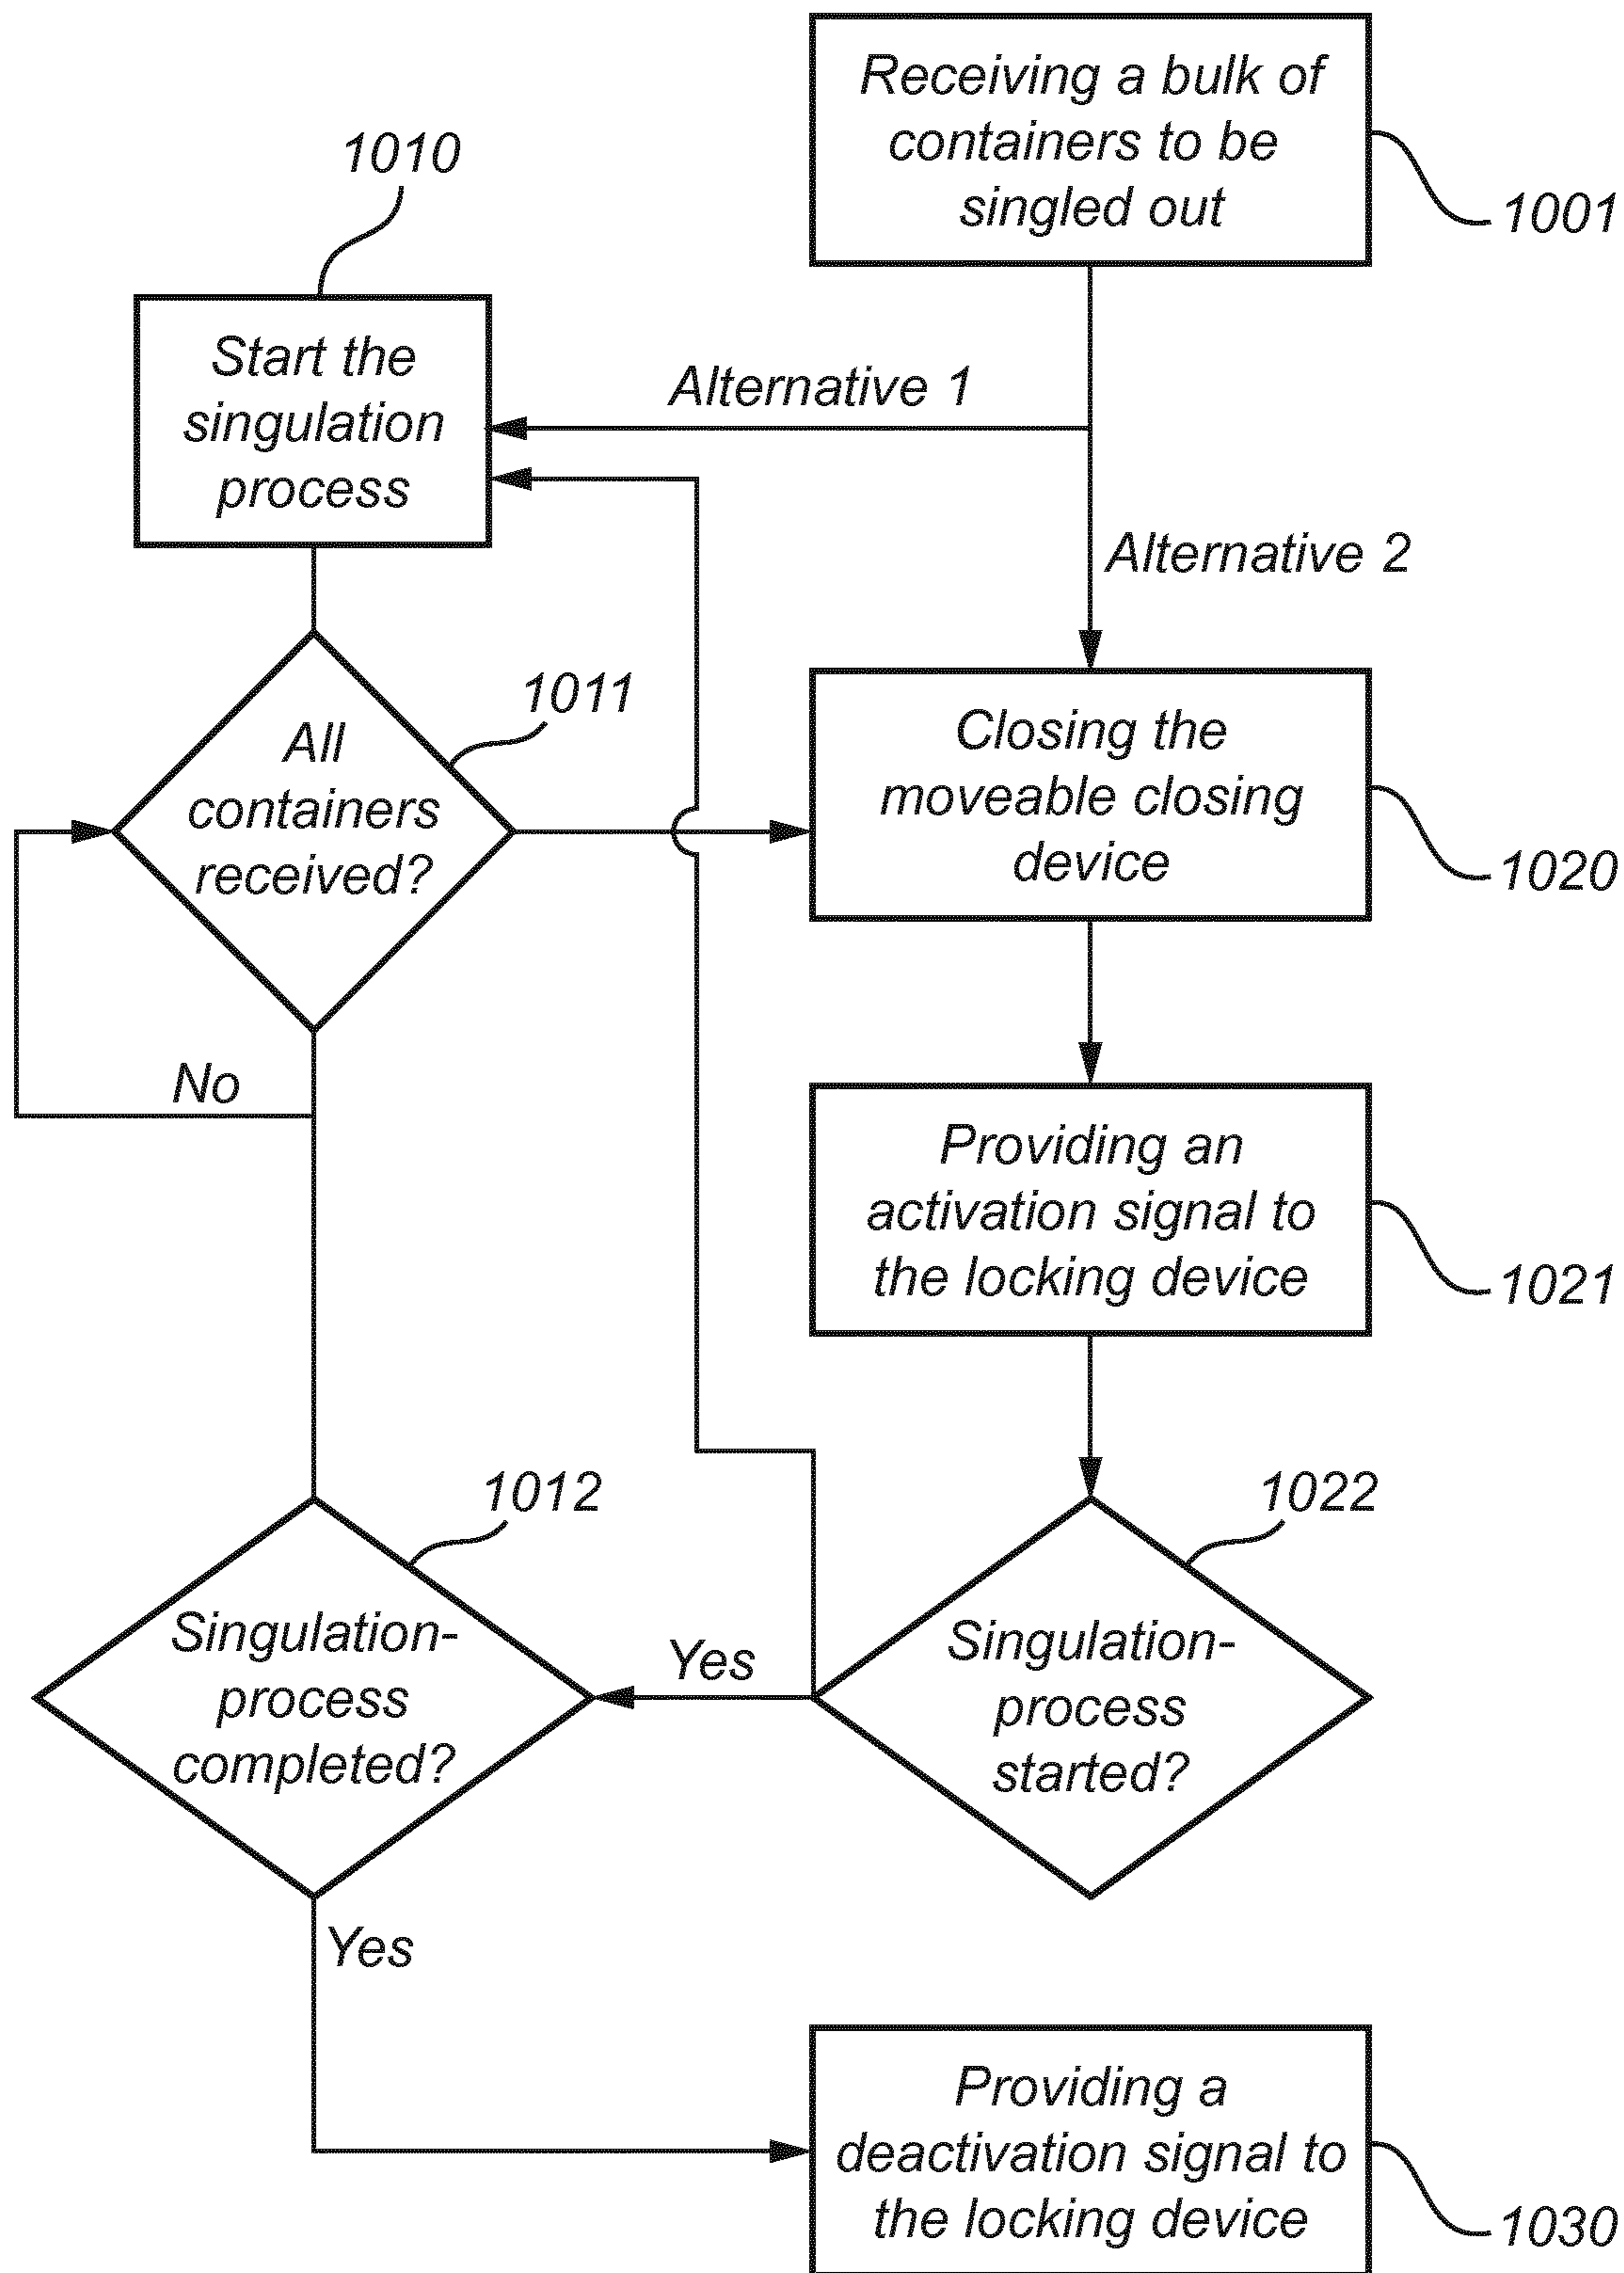 Receiving a bulk of
containers to be
singled out
1001
1010
Start the
singulation
process
Alternative 1
Alternative 2
All
containers
received?
1011
No
Closing the
moveable closing
device
1020
Providing an
activation signal to
the locking device
1021
Singulation-
process
started?
1022
Yes
Singulation-
process
completed?
1012
Yes
Providing a
deactivation signal to
the locking device
1030